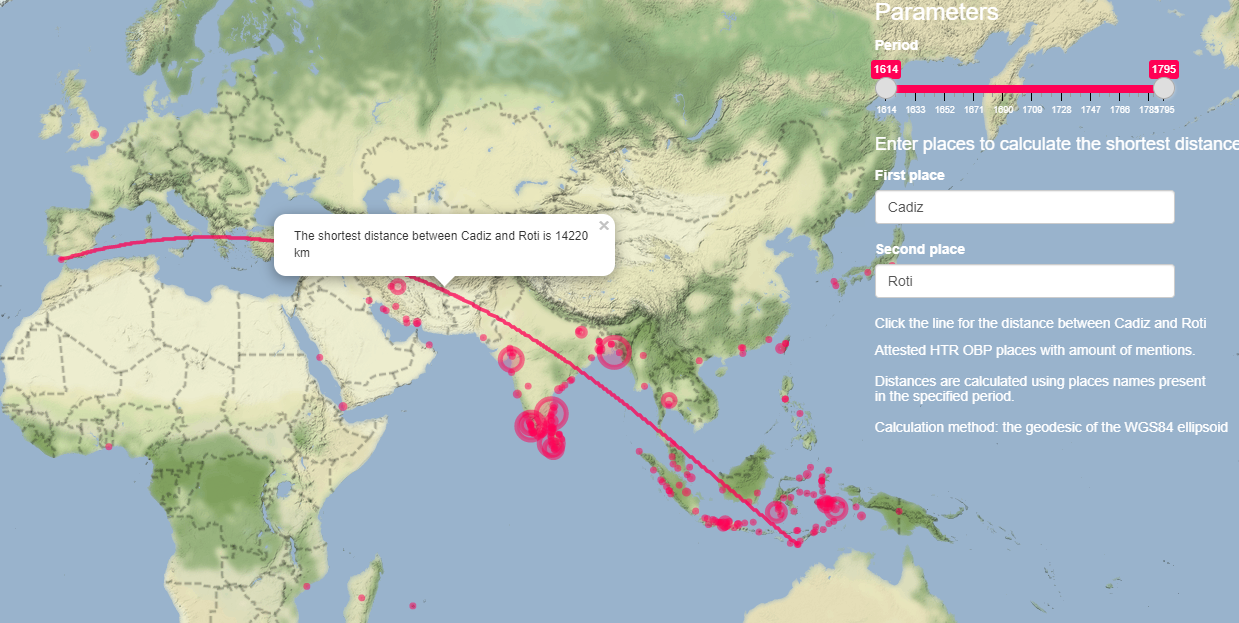 Parameters
Period
1614 1795
1614 1633 1652 1671 1690 1709 1728 1747 1766 1785 1795
Enter places to calculate the shortest distance
First place
Cadiz
The shortest distance between Cadiz and Roti is 14220
km
×
Second place
Roti
Click the line for the distance between Cadiz and Roti
Attested HTR OBP places with amount of mentions.
Distances are calculated using places names present
in the specified period.
Calculation method: the geodesic of the WGS84 ellipsoid